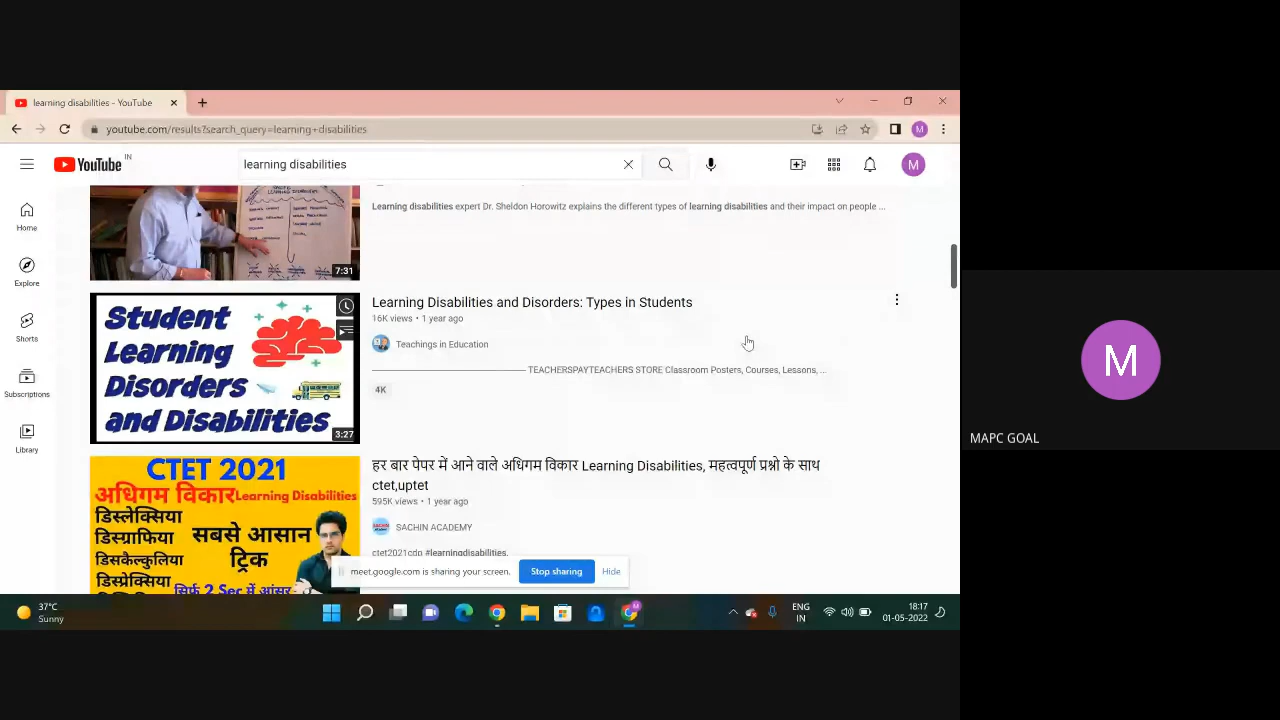 learning disabilities - YouTube
youtube.com/results?search_query=learning+disabilities
M
YouTube IN
learning disabilities
M
Home
Explore
Shorts
Subscriptions
Library
7:31
Learning disabilities expert Dr. Sheldon Horowitz explains the different types of learning disabilities and their impact on people ...
Student
Learning
Disorders
and Disabilities
3:27
Learning Disabilities and Disorders: Types in Students
16K views • 1 year ago
Teachings in Education
TEACHERSPAYTEACHERS STORE Classroom Posters, Courses, Lessons, ...
4K
CTET 2021
अधिगम विकार Learning Disabilities
डिस्लेक्सिया
डिस्ग्राफिया
डिसकैल्कुलिया
डिस्प्रेक्सिया
सबसे आसान
ट्रिक
सिर्फ 2 Sec में आंसर
हर बार पेपर में आने वाले अधिगम विकार Learning Disabilities, महत्वपूर्ण प्रश्नो के साथ
ctet,uptet
595K views • 1 year ago
SACHIN ACADEMY
ctet2021cdp #learningdisabilities.
meet.google.com is sharing your screen.
Stop sharing
Hide
37°C
Sunny
ENG
IN
18:17
01-05-2022
M
MAPC GOAL